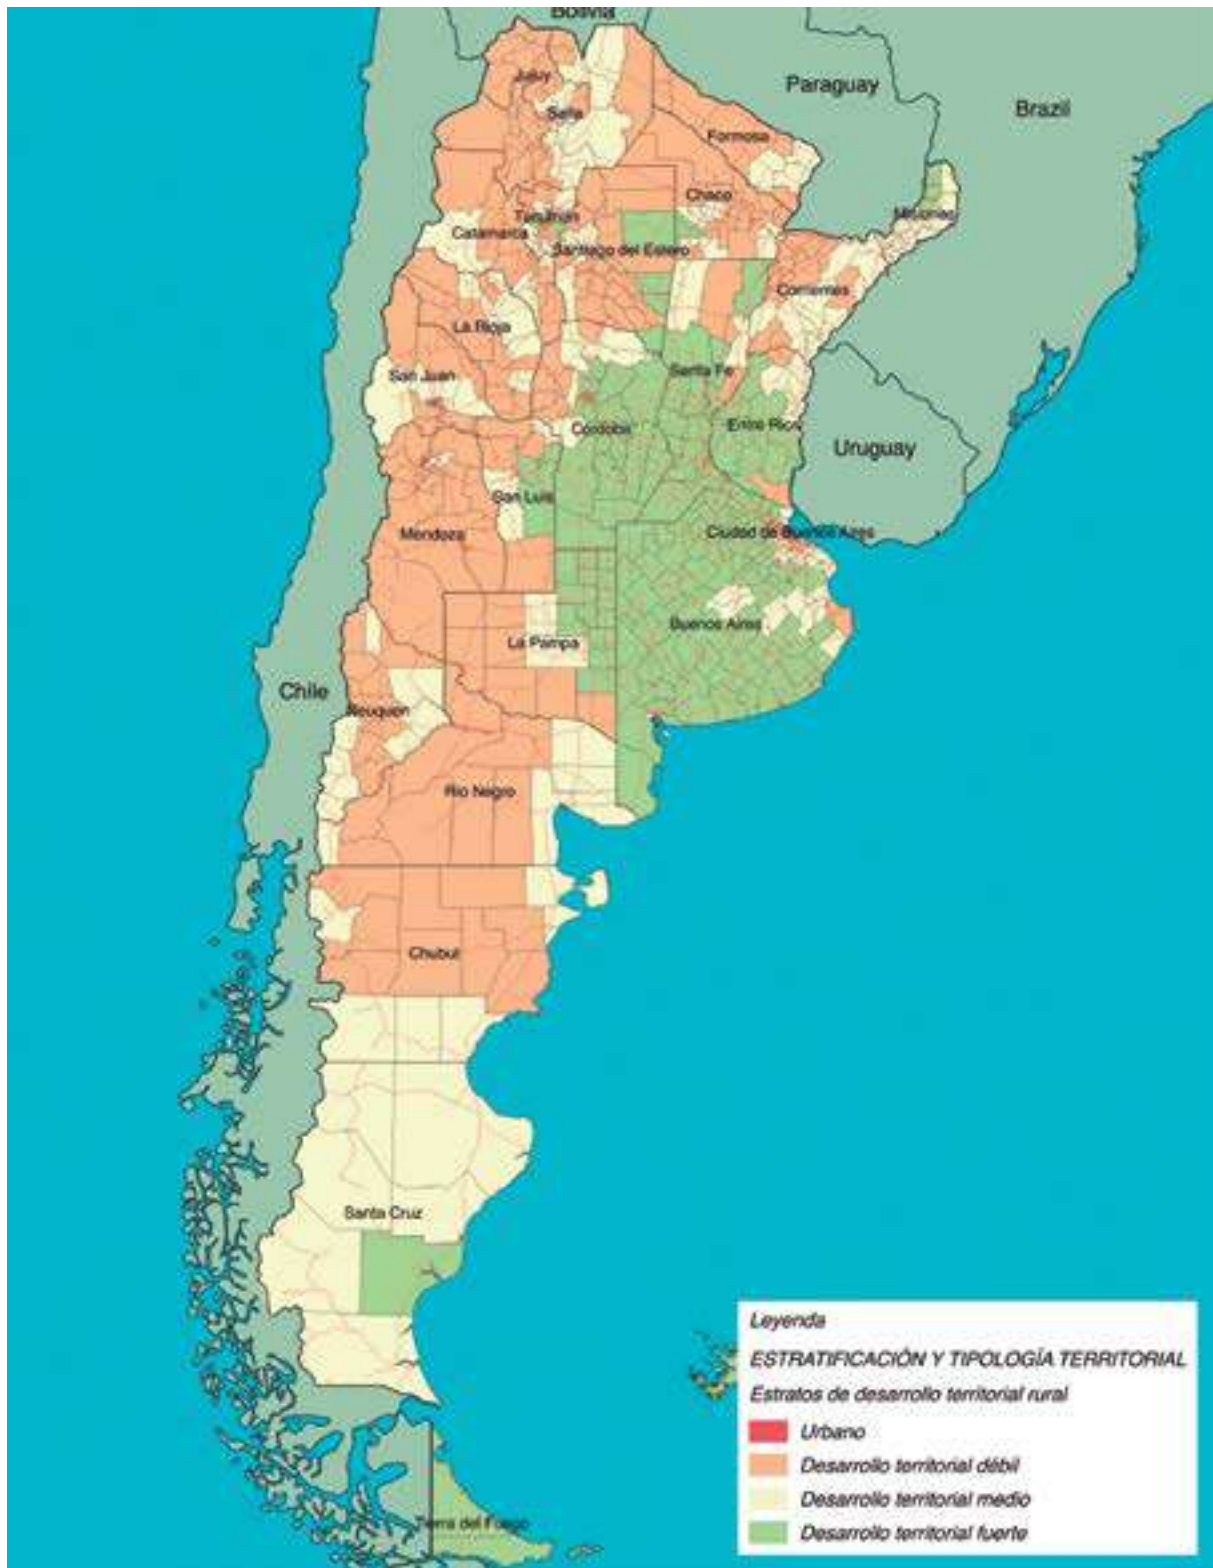 Bolivia
Paraguay
Brazil
Jujuy
Salta
Formosa
Chaco
Misiones
Tucumán
Catamarca
Santiago del Estero
Corrientes
La Rioja
Santa Fe
San Juan
Córdoba
Entre Rios
Uruguay
San Luis
Mendoza
Ciudad de Buenos Aires
Buenos Aires
La Pampa
Chile
Neuquen
Rio Negro
Chubut
Santa Cruz
Tierra del Fuego
Leyenda
ESTRATIFICACIÓN Y TIPOLOGÍA TERRITORIAL
Estratos de desarrollo territorial rural
Urbano
Desarrollo territorial débil
Desarrollo territorial medio
Desarrollo territorial fuerte